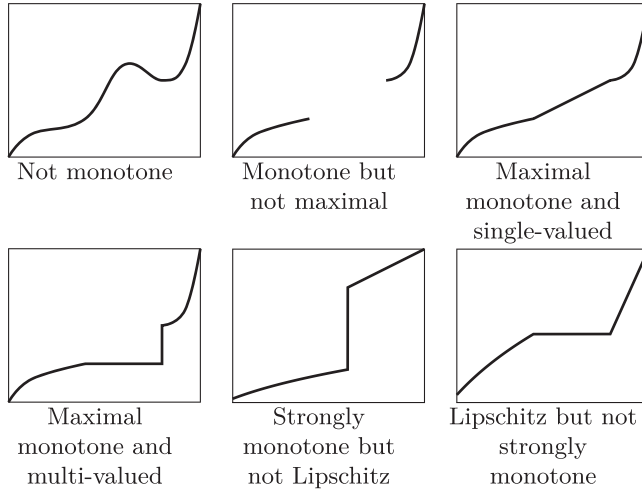 Not monotone
Monotone but
not maximal
Maximal
monotone and
single-valued
Maximal
monotone and
multi-valued
Strongly
monotone but
not Lipschitz
Lipschitz but not
strongly
monotone